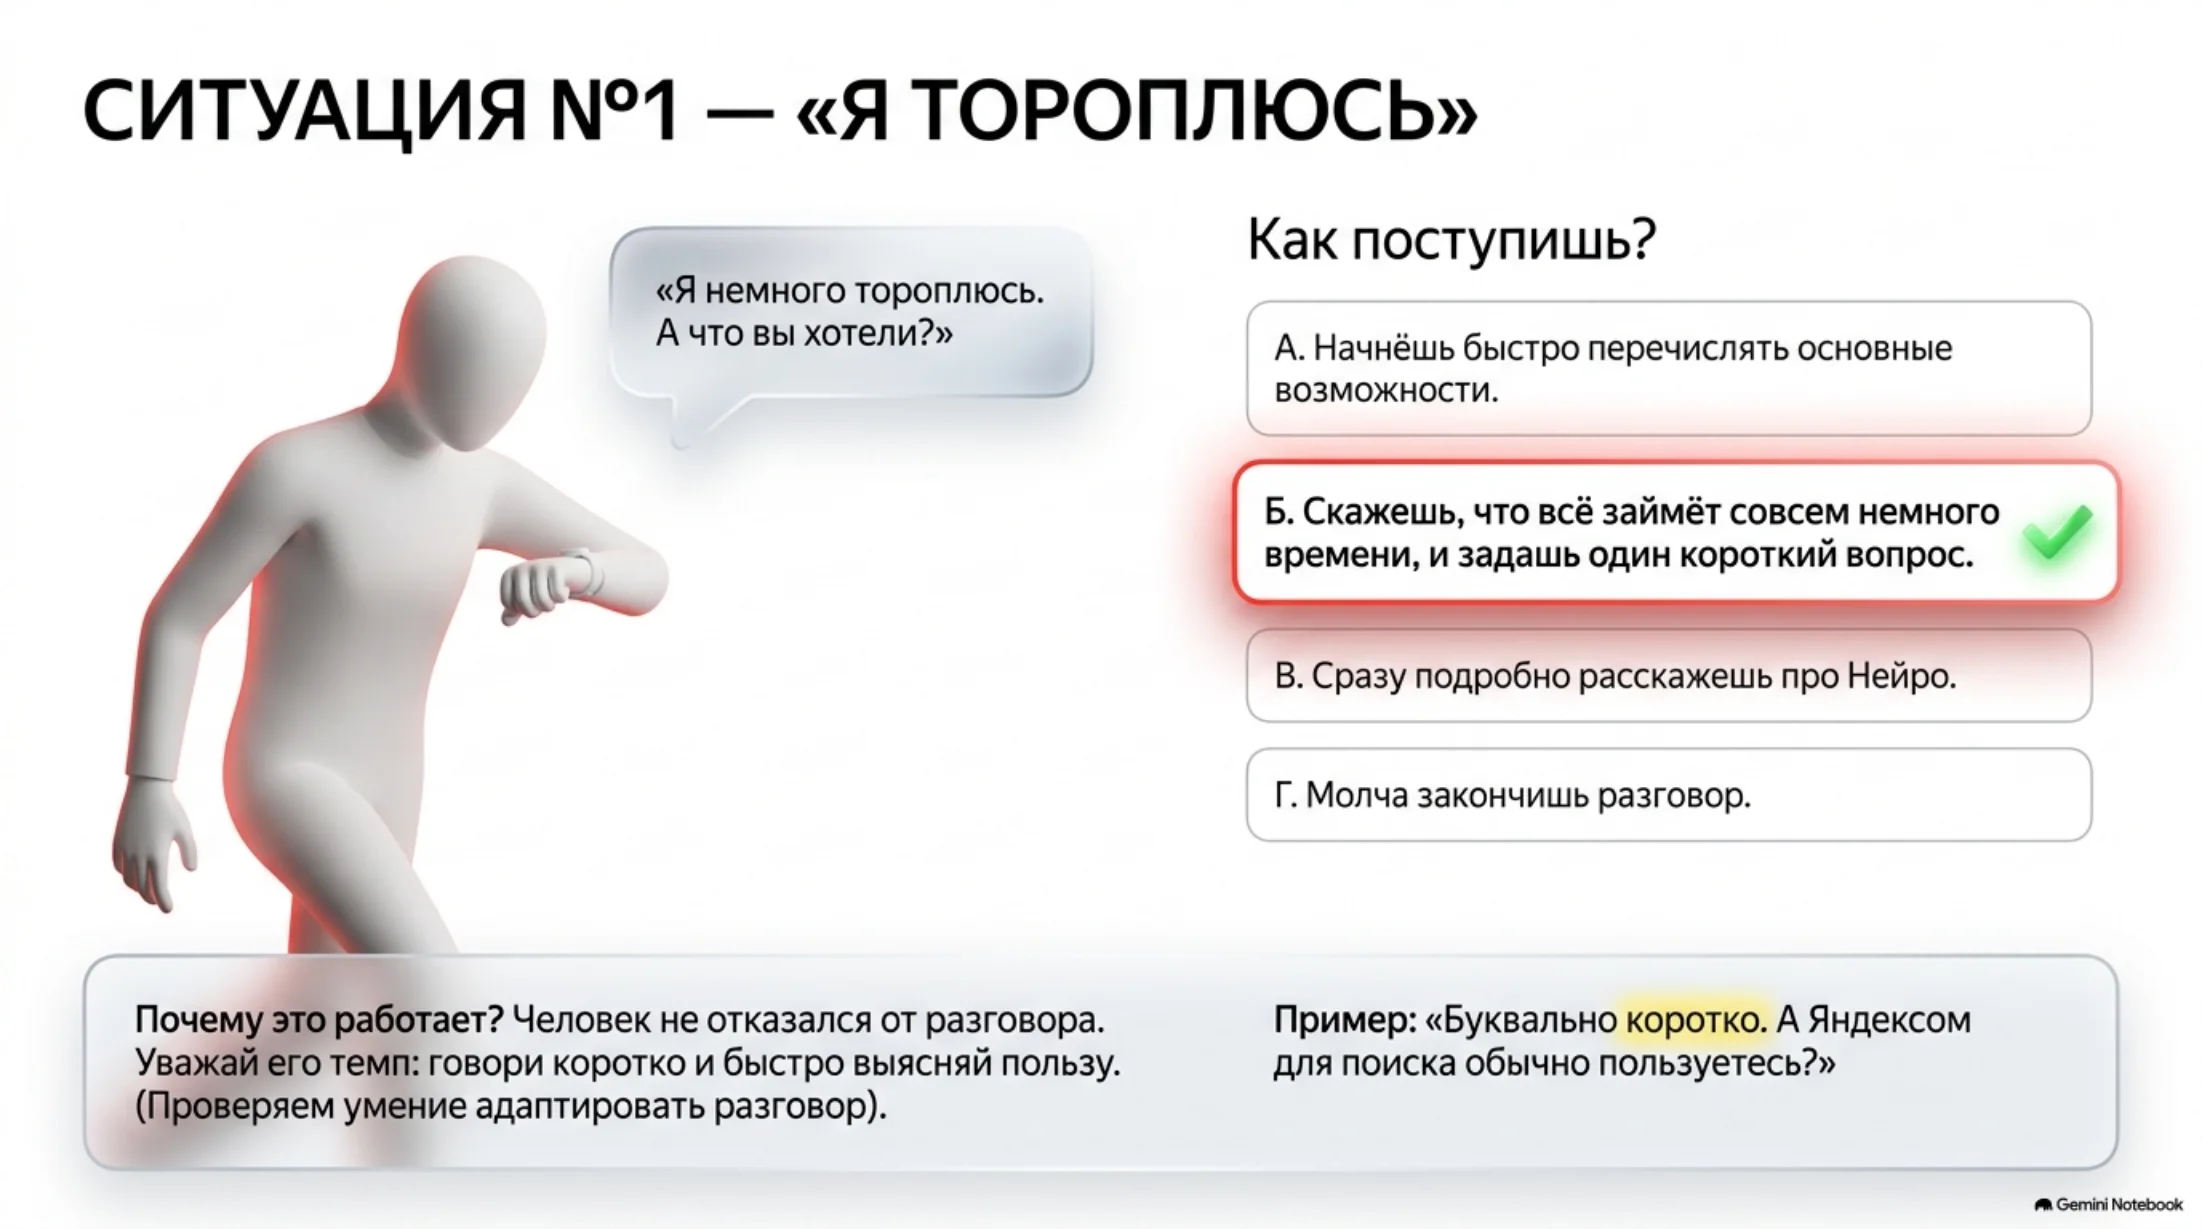 СИТУАЦИЯ №1 — «Я ТОРОПЛЮСЬ»
«Я немного тороплюсь.
А что вы хотели?»
Как поступишь?
А. Начнёшь быстро перечислять основные
возможности.
Б. Скажешь, что всё займёт совсем немного
времени, и задашь один короткий вопрос.
В. Сразу подробно расскажешь про Нейро.
Г. Молча закончишь разговор.
Почему это работает? Человек не отказался от разговора.
Уважай его темп: говори коротко и быстро выясняй пользу.
(Проверяем умение адаптировать разговор).
Пример: «Буквально коротко. А Яндексом
для поиска обычно пользуетесь?»
Gemini Notebook